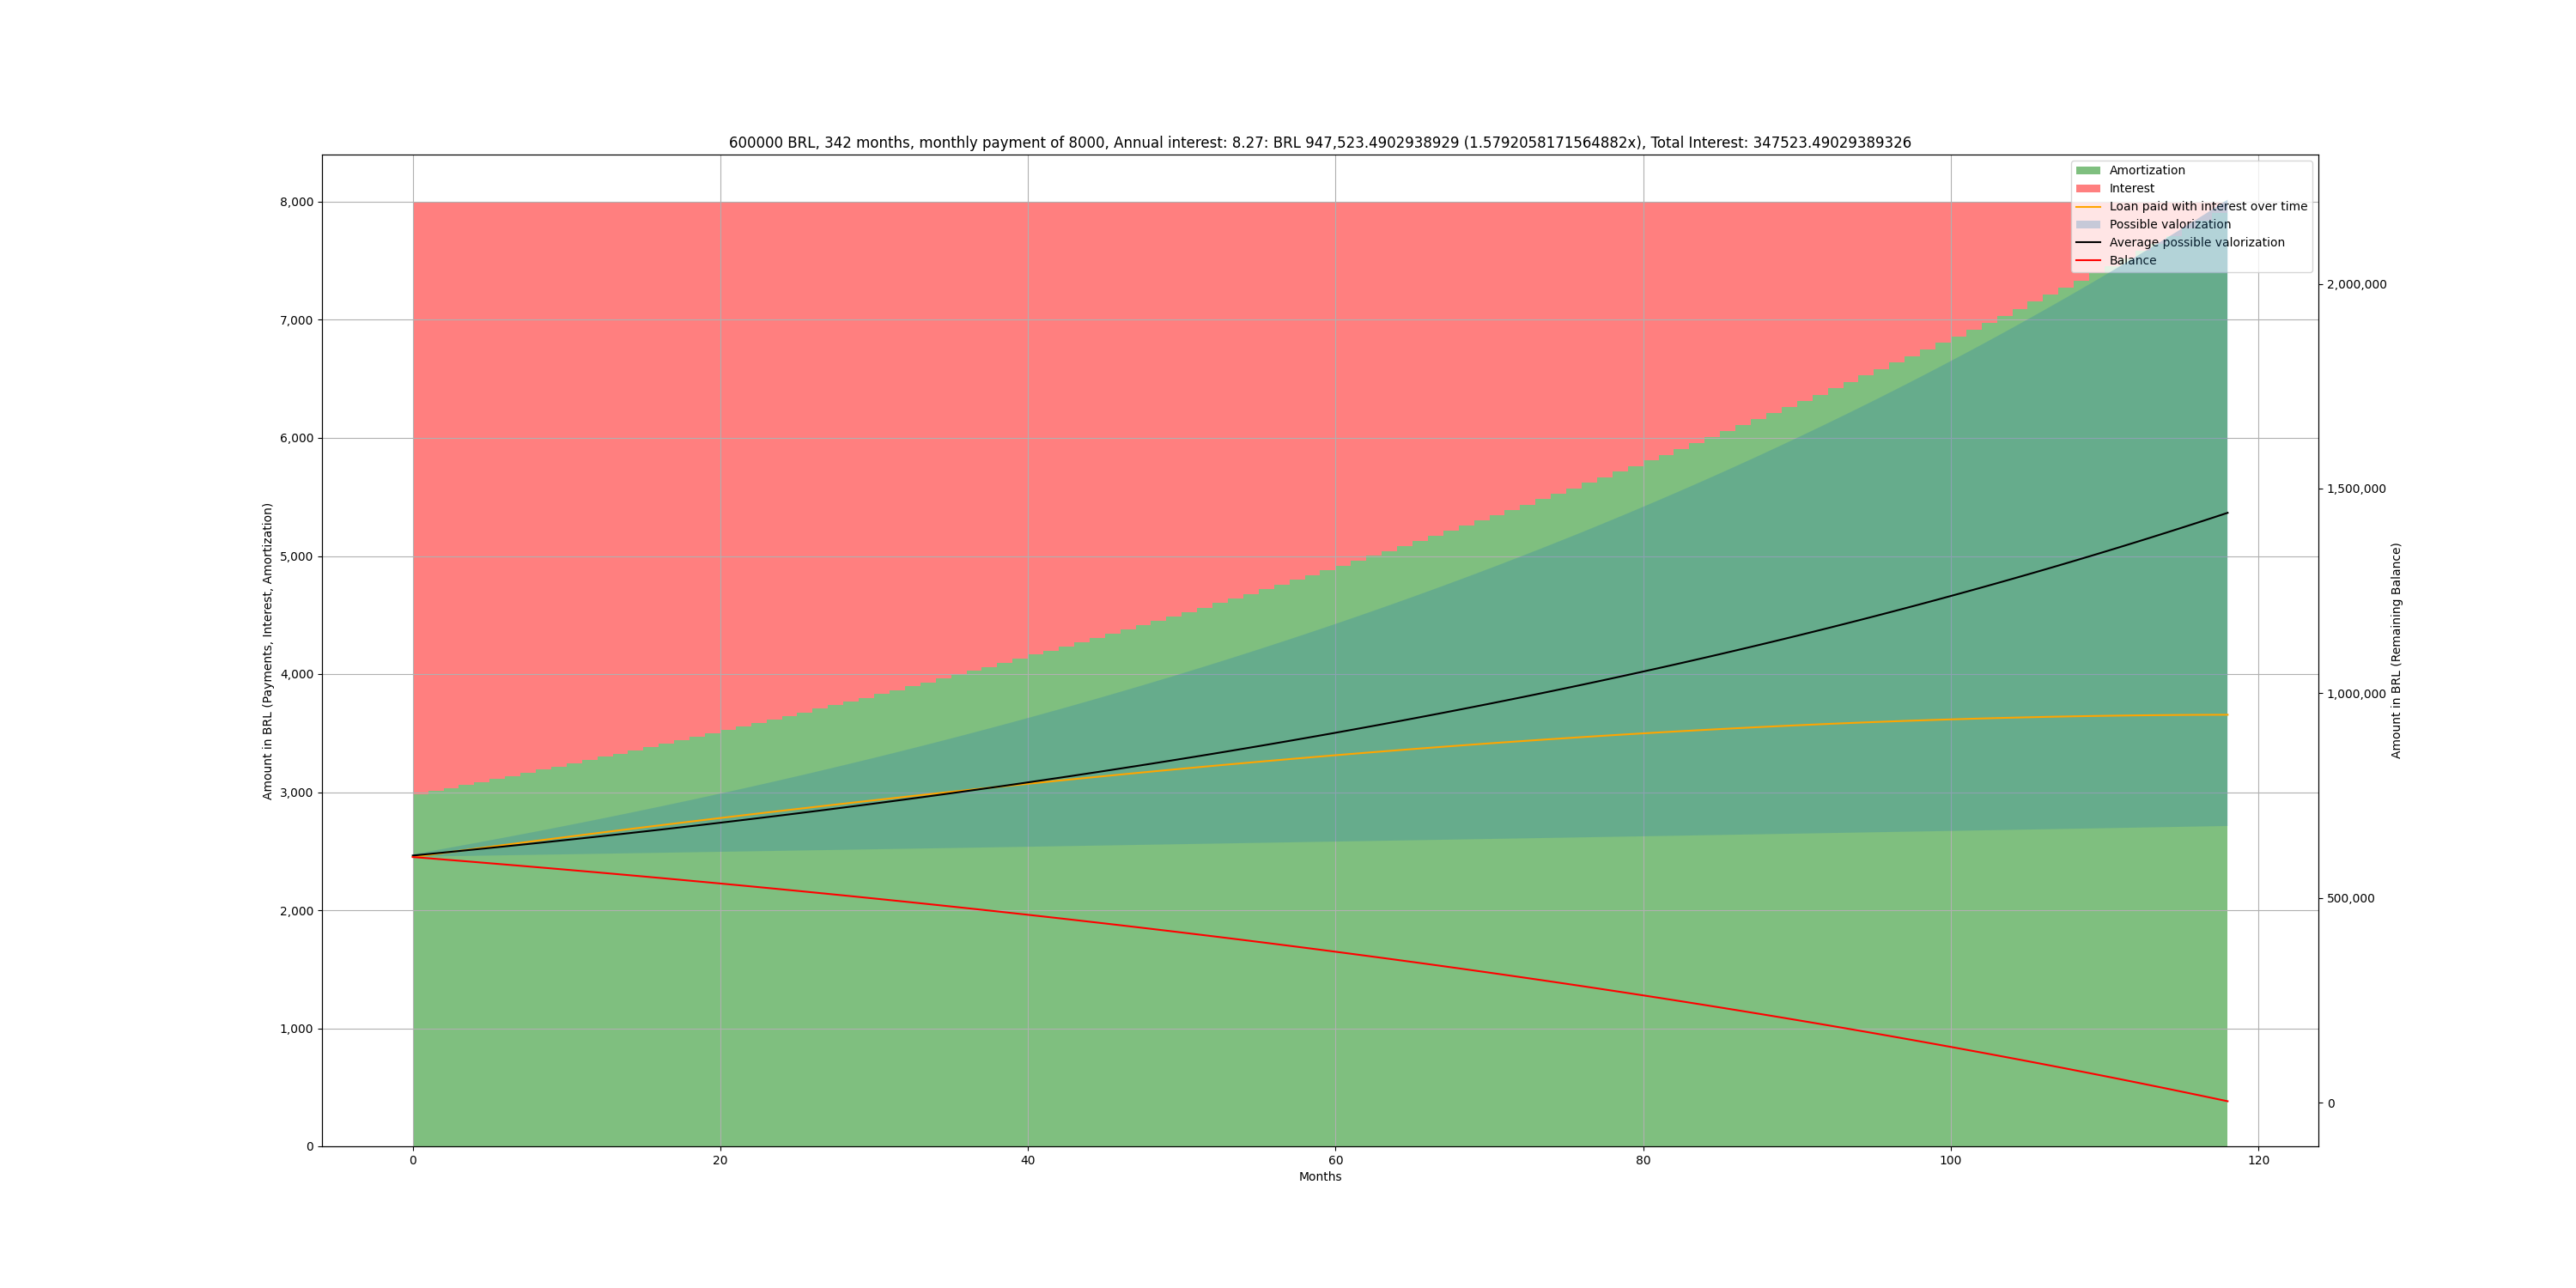 600000 BRL, 342 months, monthly payment of 8000, Annual interest: 8.27: BRL 947,523.4902938929 (1.5792058171564882x), Total Interest: 347523.49029389326
Amortization
Interest
Loan paid with interest over time
Possible valorization
Average possible valorization
Balance
Amount in BRL (Payments, Interest, Amortization)
8,000
7,000
6,000
5,000
4,000
3,000
2,000
1,000
0
2,000,000
1,500,000
1,000,000
500,000
0
Amount in BRL (Remaining Balance)
0 20 40 60 80 100 120
Months